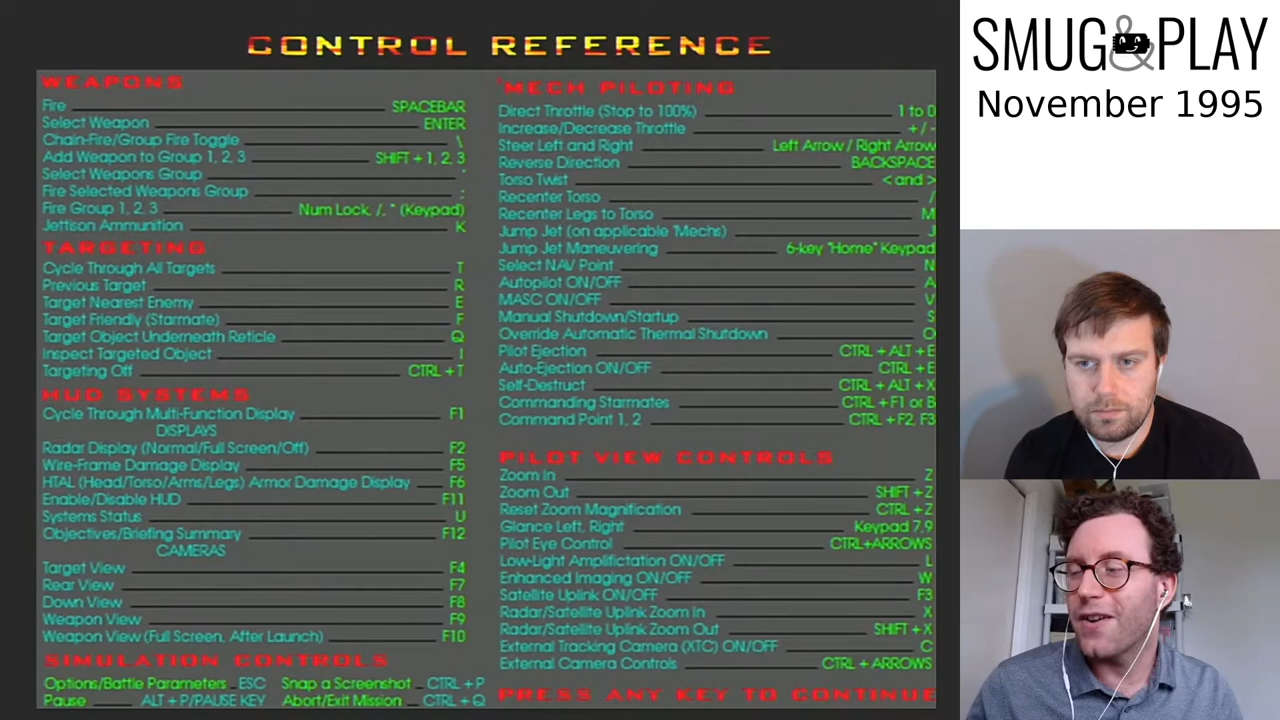 CONTROL REFERENCE
WEAPONS
Fire SPACEBAR
Select Weapon ENTER
Chain-Fire/Group Fire Toggle \
Add Weapon to Group 1, 2, 3 SHIFT + 1, 2, 3
Select Weapons Group '
Fire Selected Weapons Group ;
Fire Group 1, 2, 3 Num Lock, /, * (Keypad)
Jettison Ammunition K
TARGETING
Cycle Through All Targets T
Previous Target R
Target Nearest Enemy E
Target Friendly (Starmate) F
Target Object Underneath Reticle Q
Inspect Targeted Object I
Targeting Off CTRL + T
HUD SYSTEMS
Cycle Through Multi-Function Display F1
DISPLAYS
Radar Display (Normal/Full Screen/Off) F2
Wire-Frame Damage Display F5
HTAL (Head/Torso/Arms/Legs) Armor Damage Display F6
Enable/Disable HUD F11
Systems Status U
Objectives/Briefing Summary F12
CAMERAS
Target View F4
Rear View F7
Down View F8
Weapon View F9
Weapon View (Full Screen, After Launch) F10
SIMULATION CONTROLS
Options/Battle Parameters ESC Snap a Screenshot CTRL + P
Pause ALT + P/PAUSE KEY Abort/Exit Mission CTRL + Q
'MECH PILOTING
Direct Throttle (Stop to 100%) 1 to 0
Increase/Decrease Throttle + / -
Steer Left and Right Left Arrow / Right Arrow
Reverse Direction BACKSPACE
Torso Twist < and >
Recenter Torso /
Recenter Legs to Torso M
Jump Jet (on applicable 'Mechs) J
Jump Jet Maneuvering 6-key "Home" Keypad
Select NAV Point N
Autopilot ON/OFF A
MASC ON/OFF V
Manual Shutdown/Startup S
Override Automatic Thermal Shutdown O
Pilot Ejection CTRL + ALT + E
Auto-Ejection ON/OFF CTRL + E
Self-Destruct CTRL + ALT + X
Commanding Starmates CTRL + F1 or B
Command Point 1, 2 CTRL + F2, F3
PILOT VIEW CONTROLS
Zoom In Z
Zoom Out SHIFT + Z
Reset Zoom Magnification CTRL + Z
Glance Left, Right Keypad 7,9
Pilot Eye Control CTRL+ARROWS
Low-Light Amplifictation ON/OFF L
Enhanced Imaging ON/OFF W
Satellite Uplink ON/OFF F3
Radar/Satellite Uplink Zoom In X
Radar/Satellite Uplink Zoom Out SHIFT + X
External Tracking Camera (XTC) ON/OFF C
External Camera Controls CTRL + ARROWS
PRESS ANY KEY TO CONTINUE
SMUG & PLAY
November 1995